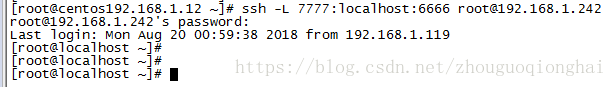 [root@centos192.168.1.12 ~]# ssh -L 7777:localhost:6666 root@192.168.1.242
root@192.168.1.242's password:
Last login: Mon Aug 20 00:59:38 2018 from 192.168.1.119
[root@localhost ~]#
[root@localhost ~]#
[root@localhost ~]#
https://blog.csdn.net/zhouguoqionghai